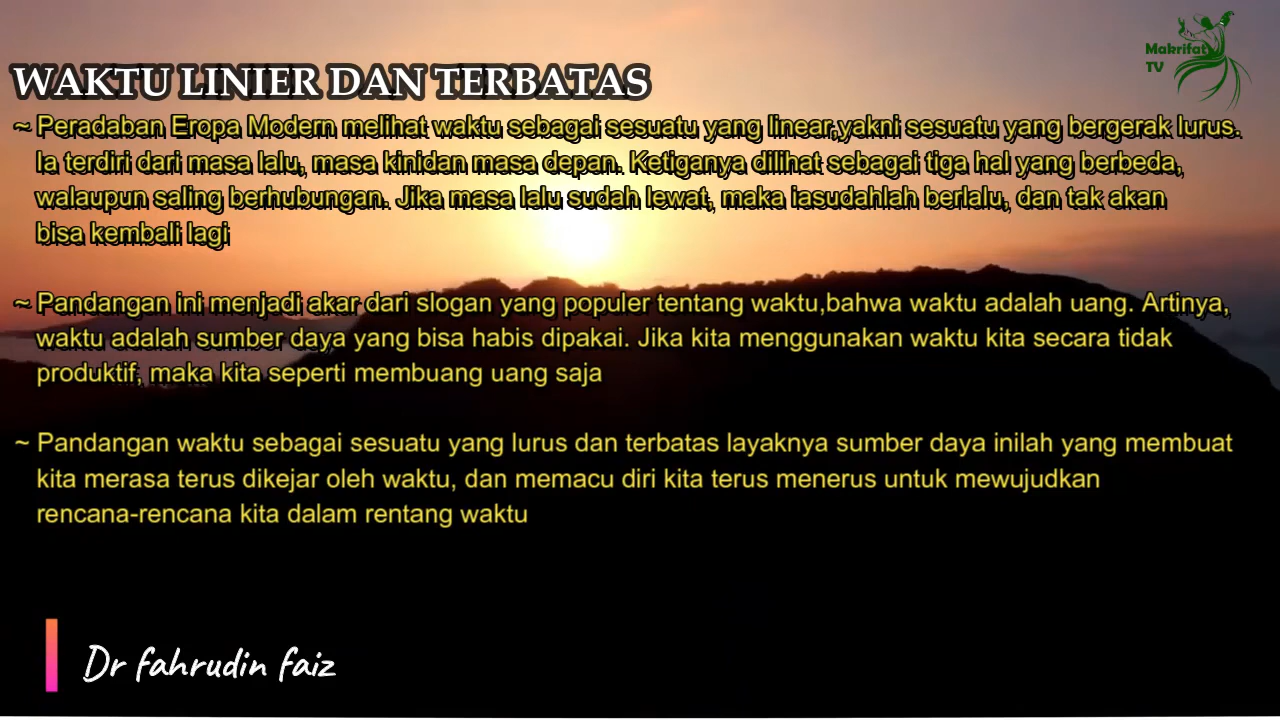 Makrifat
TV
WAKTU LINIER DAN TERBATAS
~ Peradaban Eropa Modern melihat waktu sebagai sesuatu yang linear,yakni sesuatu yang bergerak lurus.
Ia terdiri dari masa lalu, masa kinidan masa depan. Ketiganya dilihat sebagai tiga hal yang berbeda,
walaupun saling berhubungan. Jika masa lalu sudah lewat, maka iasudahlah berlalu, dan tak akan
bisa kembali lagi
~ Pandangan ini menjadi akar dari slogan yang populer tentang waktu,bahwa waktu adalah uang. Artinya,
waktu adalah sumber daya yang bisa habis dipakai. Jika kita menggunakan waktu kita secara tidak
produktif, maka kita seperti membuang uang saja
~ Pandangan waktu sebagai sesuatu yang lurus dan terbatas layaknya sumber daya inilah yang membuat
kita merasa terus dikejar oleh waktu, dan memacu diri kita terus menerus untuk mewujudkan
rencana-rencana kita dalam rentang waktu
Dr fahrudin faiz